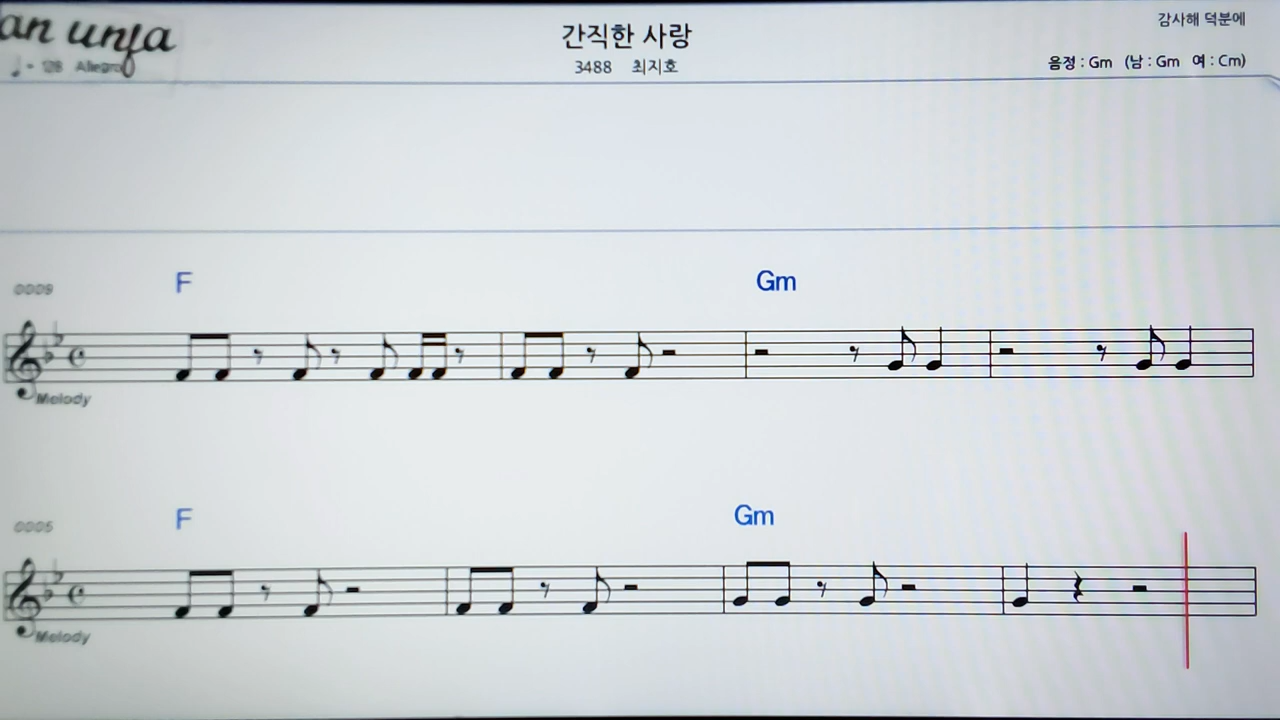 an unfa
간직한 사랑
감사해 덕분에
♩= 128 Allegro
3488 최지호
음정 : Gm (남 : Gm 여 : Cm)
F Gm
0009
Melody
F Gm
0005
Melody